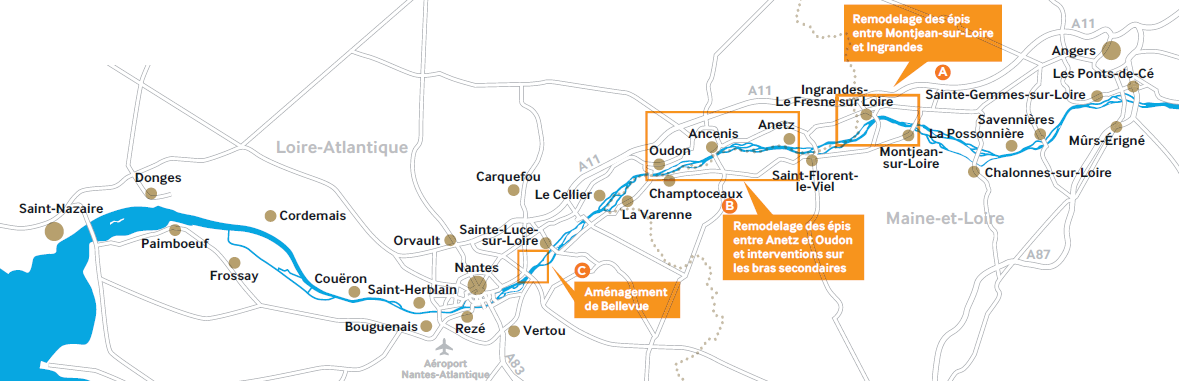 Remodelage des épis
entre Montjean-sur-Loire
et Ingrandes
A
A11
Angers
Les Ponts-de-Cé
A11
Ingrandes-
Le Fresne sur Loire
Sainte-Gemmes-sur-Loire
Savennières
La Possonnière
Mûrs-Érigné
Montjean-
sur-Loire
Chalonnes-sur-Loire
Anetz
Ancenis
Oudon
Saint-Florent-
le-Viel
Loire-Atlantique
A11
Carquefou
Le Cellier
Champtoceaux
La Varenne
B
Remodelage des épis
entre Anetz et Oudon
et interventions sur
les bras secondaires
Maine-et-Loire
A87
Donges
Saint-Nazaire
Cordemais
Paimboeuf
Orvault
Sainte-Luce-
sur-Loire
Frossay
Couëron
Nantes
C
Aménagement
de Bellevue
Saint-Herblain
Bouguenais
Rezé
Vertou
Aéroport
Nantes-Atlantique
A83